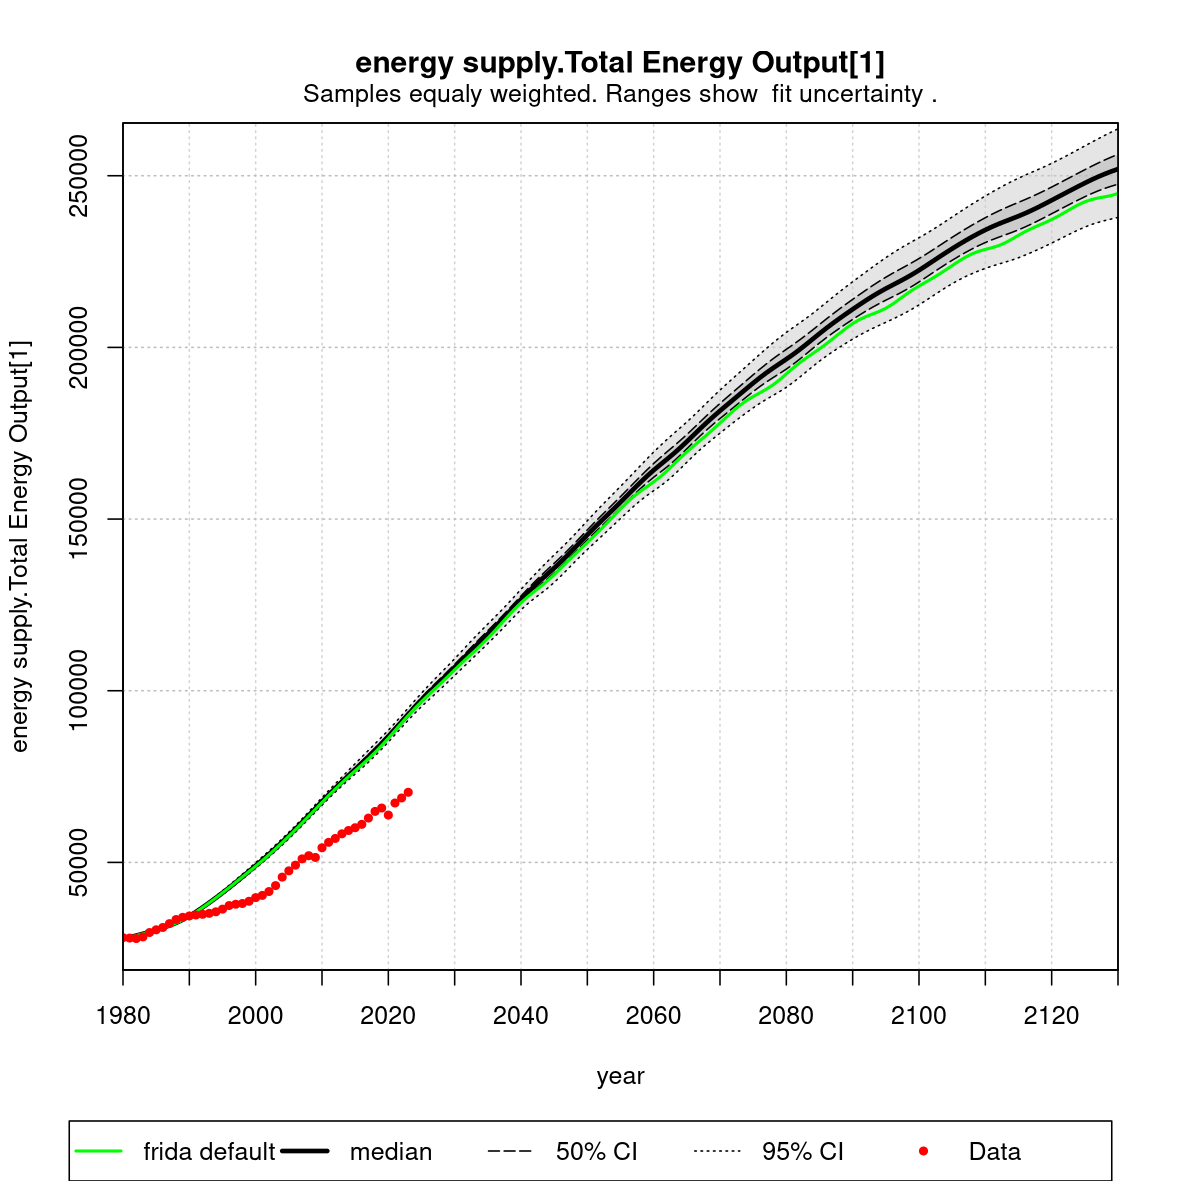 energy supply.Total Energy Output[1]
Samples equaly weighted. Ranges show  fit uncertainty .
energy supply.Total Energy Output[1]
250000
200000
150000
100000
50000
1980 2000 2020 2040 2060 2080 2100 2120
year
frida default median 50% CI 95% CI Data